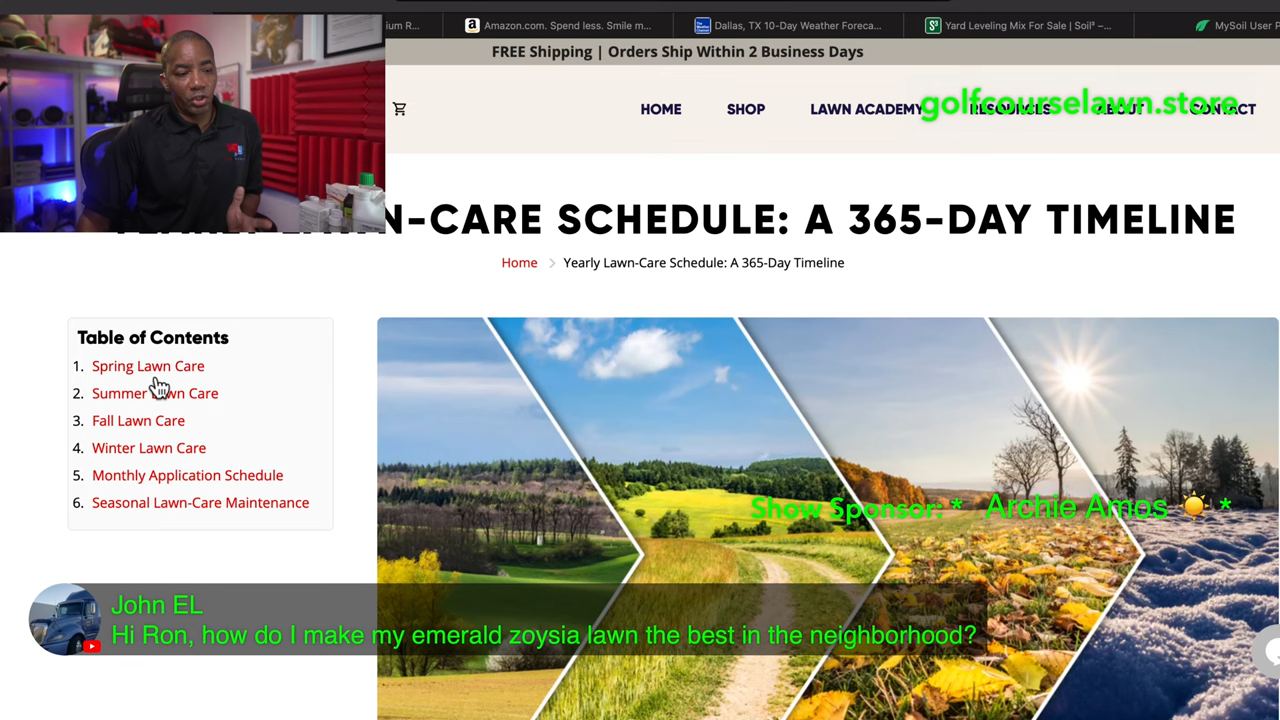 ium R...
Amazon.com. Spend less. Smile m...
Dallas, TX 10-Day Weather Foreca...
Yard Leveling Mix For Sale | Soil³ –...
MySoil User P
FREE Shipping | Orders Ship Within 2 Business Days
HOME SHOP LAWN ACADEMY RESOURCES ABOUT CONTACT
golfcourselawn.store
N-CARE SCHEDULE: A 365-DAY TIMELINE
Home > Yearly Lawn-Care Schedule: A 365-Day Timeline
Table of Contents
1. Spring Lawn Care
2. Summer Lawn Care
3. Fall Lawn Care
4. Winter Lawn Care
5. Monthly Application Schedule
6. Seasonal Lawn-Care Maintenance
Show Sponsor: * Archie Amos ☀️ *
John EL
Hi Ron, how do I make my emerald zoysia lawn the best in the neighborhood?